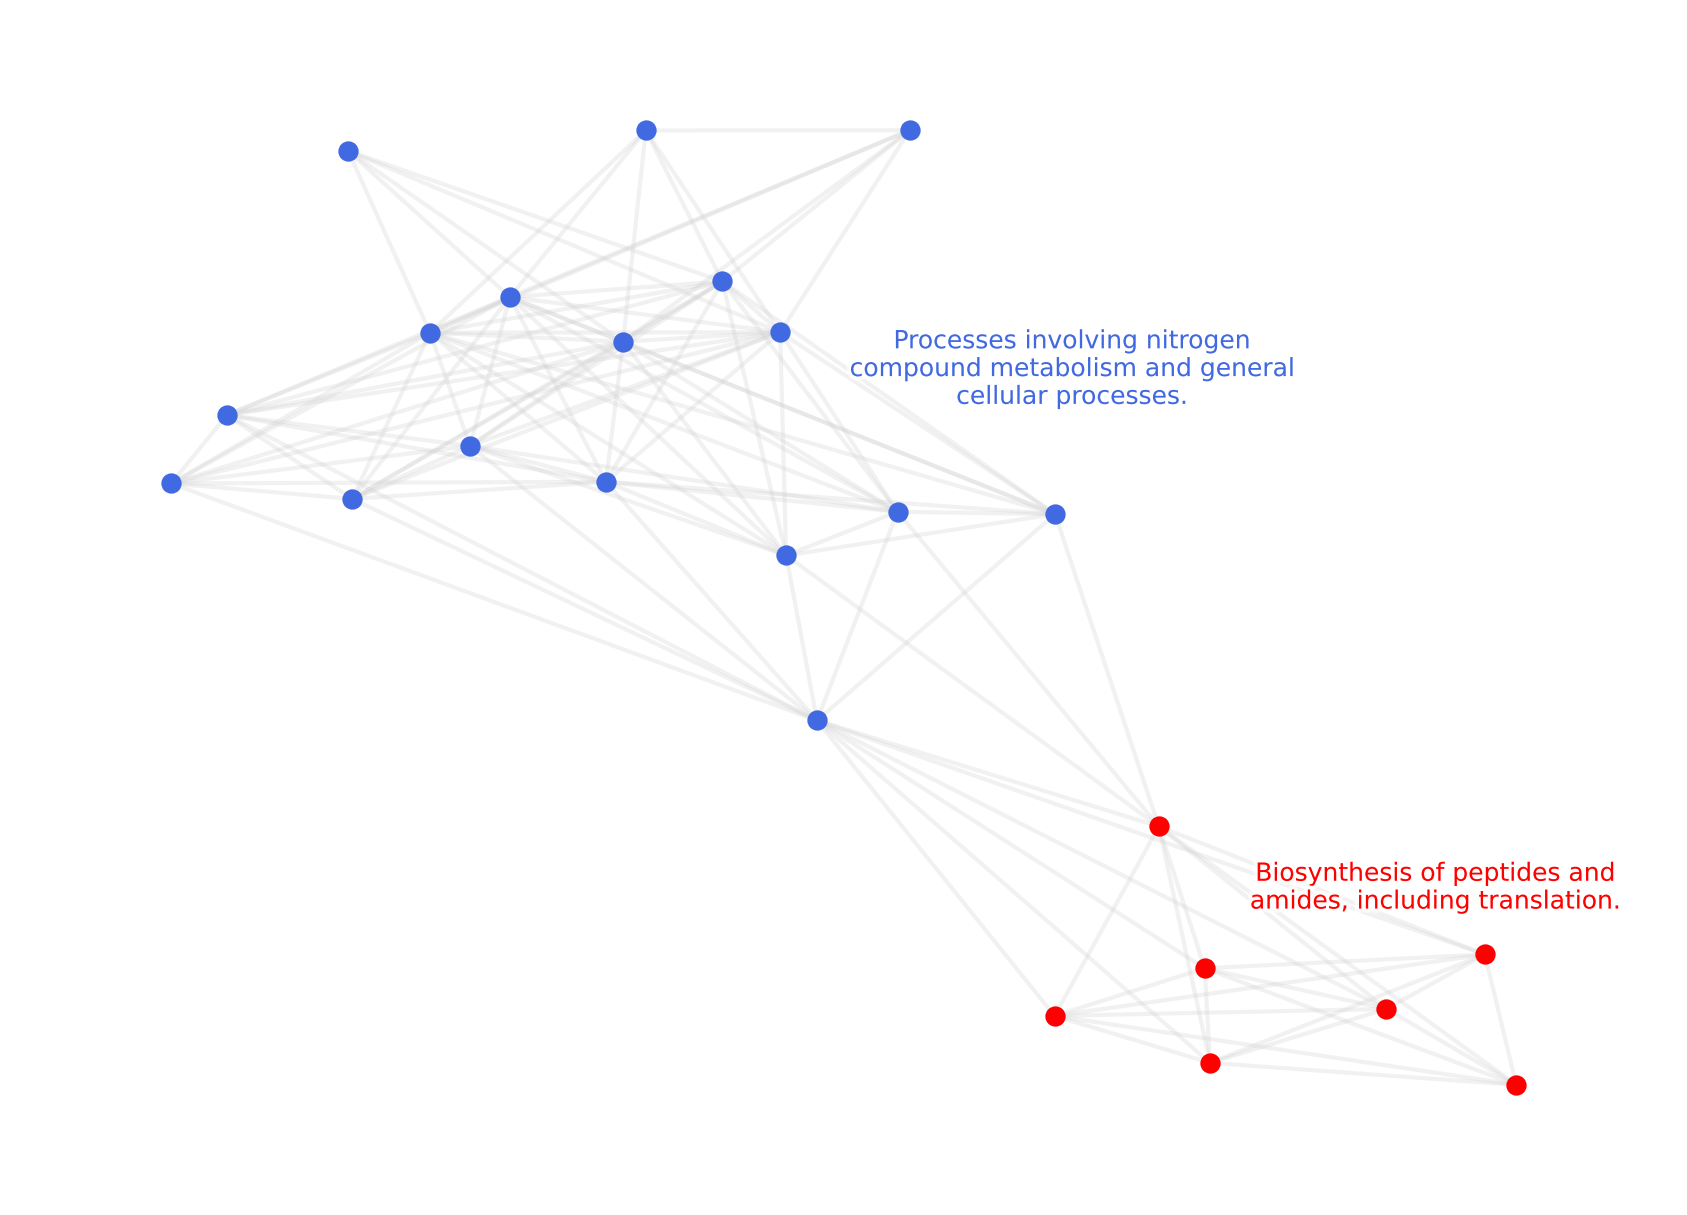 Processes involving nitrogen
compound metabolism and general
cellular processes.
Biosynthesis of peptides and
amides, including translation.